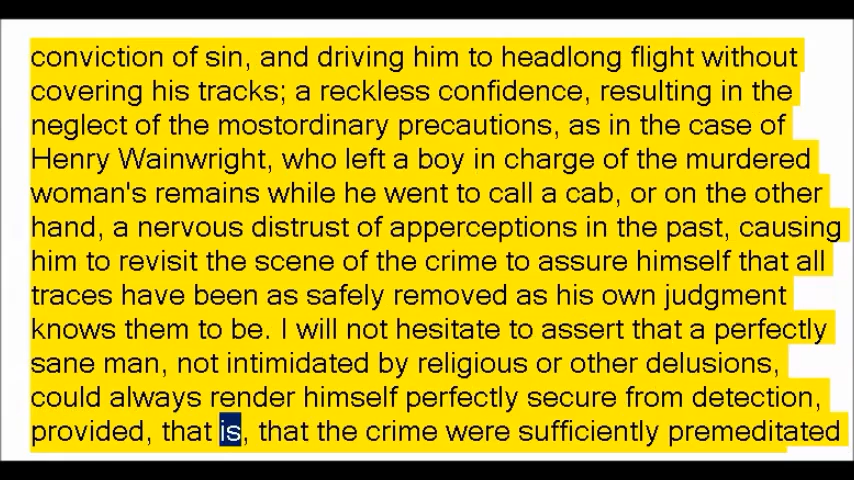 conviction of sin, and driving him to headlong flight without
covering his tracks; a reckless confidence, resulting in the
neglect of the mostordinary precautions, as in the case of
Henry Wainwright, who left a boy in charge of the murdered
woman's remains while he went to call a cab, or on the other
hand, a nervous distrust of apperceptions in the past, causing
him to revisit the scene of the crime to assure himself that all
traces have been as safely removed as his own judgment
knows them to be. I will not hesitate to assert that a perfectly
sane man, not intimidated by religious or other delusions,
could always render himself perfectly secure from detection,
provided, that is, that the crime were sufficiently premeditated